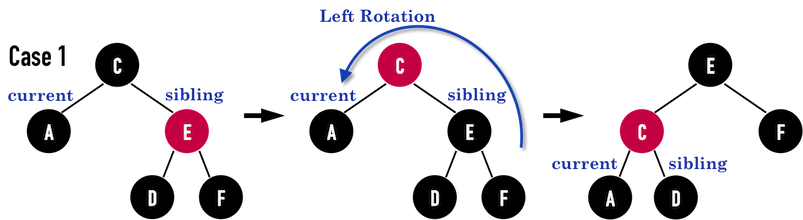 Left Rotation
Case 1
C
current
sibling
A
E
D
F
C
current
sibling
A
E
D
F
E
C
F
current
sibling
A
D